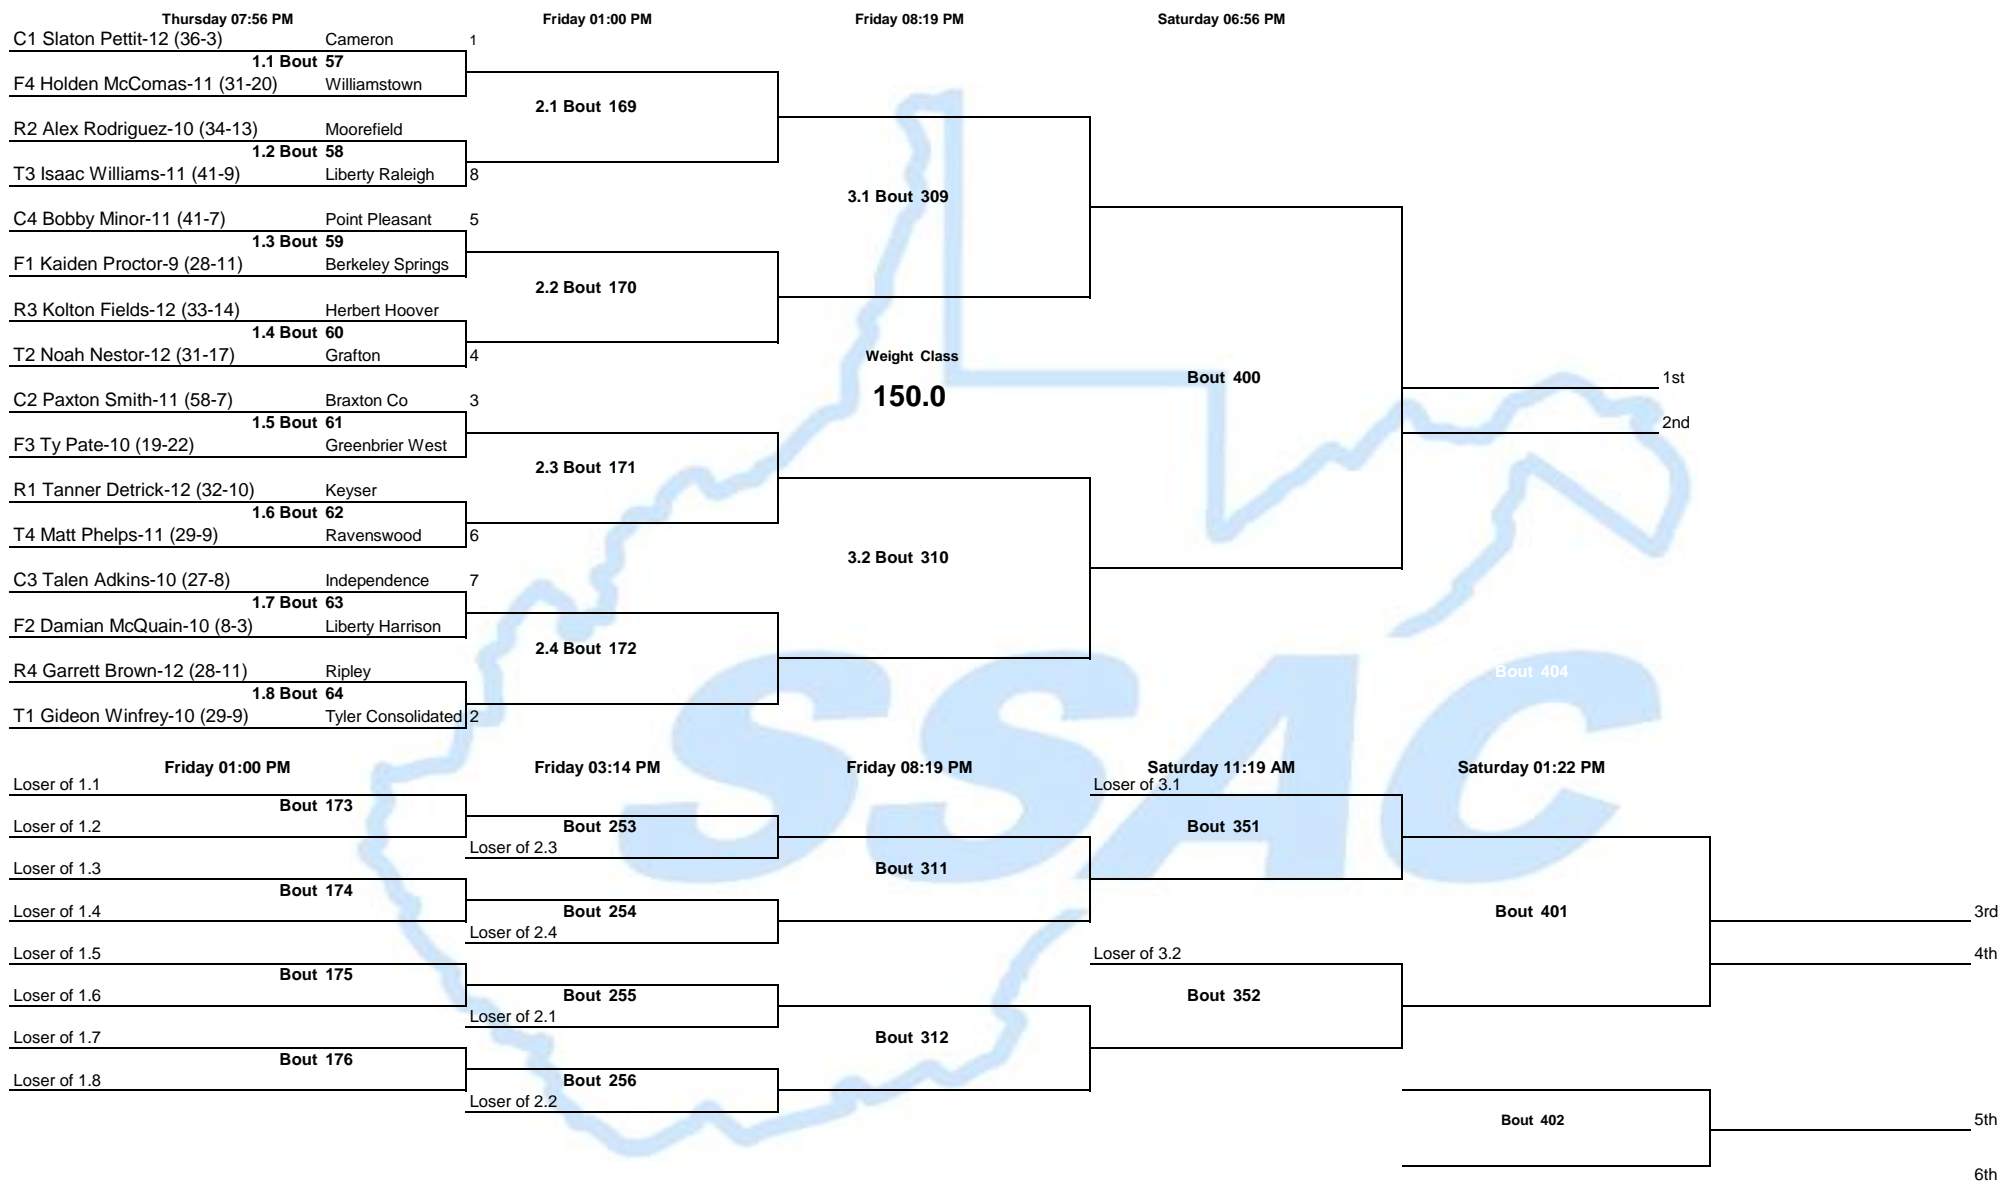 Thursday 07:56 PM Friday 01:00 PM Friday 08:19 PM Saturday 06:56 PM
C1 Slaton Pettit-12 (36-3) Cameron 1
1.1 Bout 57
F4 Holden McComas-11 (31-20) Williamstown
2.1 Bout 169
R2 Alex Rodriguez-10 (34-13) Moorefield
1.2 Bout 58
T3 Isaac Williams-11 (41-9) Liberty Raleigh 8
3.1 Bout 309
C4 Bobby Minor-11 (41-7) Point Pleasant 5
1.3 Bout 59
F1 Kaiden Proctor-9 (28-11) Berkeley Springs
2.2 Bout 170
R3 Kolton Fields-12 (33-14) Herbert Hoover
1.4 Bout 60
T2 Noah Nestor-12 (31-17) Grafton 4
Weight Class
150.0
Bout 400
1st
2nd
C2 Paxton Smith-11 (58-7) Braxton Co 3
1.5 Bout 61
F3 Ty Pate-10 (19-22) Greenbrier West
2.3 Bout 171
R1 Tanner Detrick-12 (32-10) Keyser
1.6 Bout 62
T4 Matt Phelps-11 (29-9) Ravenswood 6
3.2 Bout 310
C3 Talen Adkins-10 (27-8) Independence 7
1.7 Bout 63
F2 Damian McQuain-10 (8-3) Liberty Harrison
2.4 Bout 172
R4 Garrett Brown-12 (28-11) Ripley
1.8 Bout 64
T1 Gideon Winfrey-10 (29-9) Tyler Consolidated 2
Bout 404
SSAC
Friday 01:00 PM Friday 03:14 PM Friday 08:19 PM Saturday 11:19 AM Saturday 01:22 PM
Loser of 1.1 Loser of 3.1
Bout 173
Loser of 1.2 Bout 253 Bout 351
Loser of 2.3
Loser of 1.3 Bout 311
Bout 174
Loser of 1.4 Bout 254 Bout 401 3rd
Loser of 2.4
Loser of 1.5 Loser of 3.2 4th
Bout 175
Loser of 1.6 Bout 255 Bout 352
Loser of 2.1
Loser of 1.7 Bout 312
Bout 176
Loser of 1.8 Bout 256
Loser of 2.2
Bout 402 5th
6th